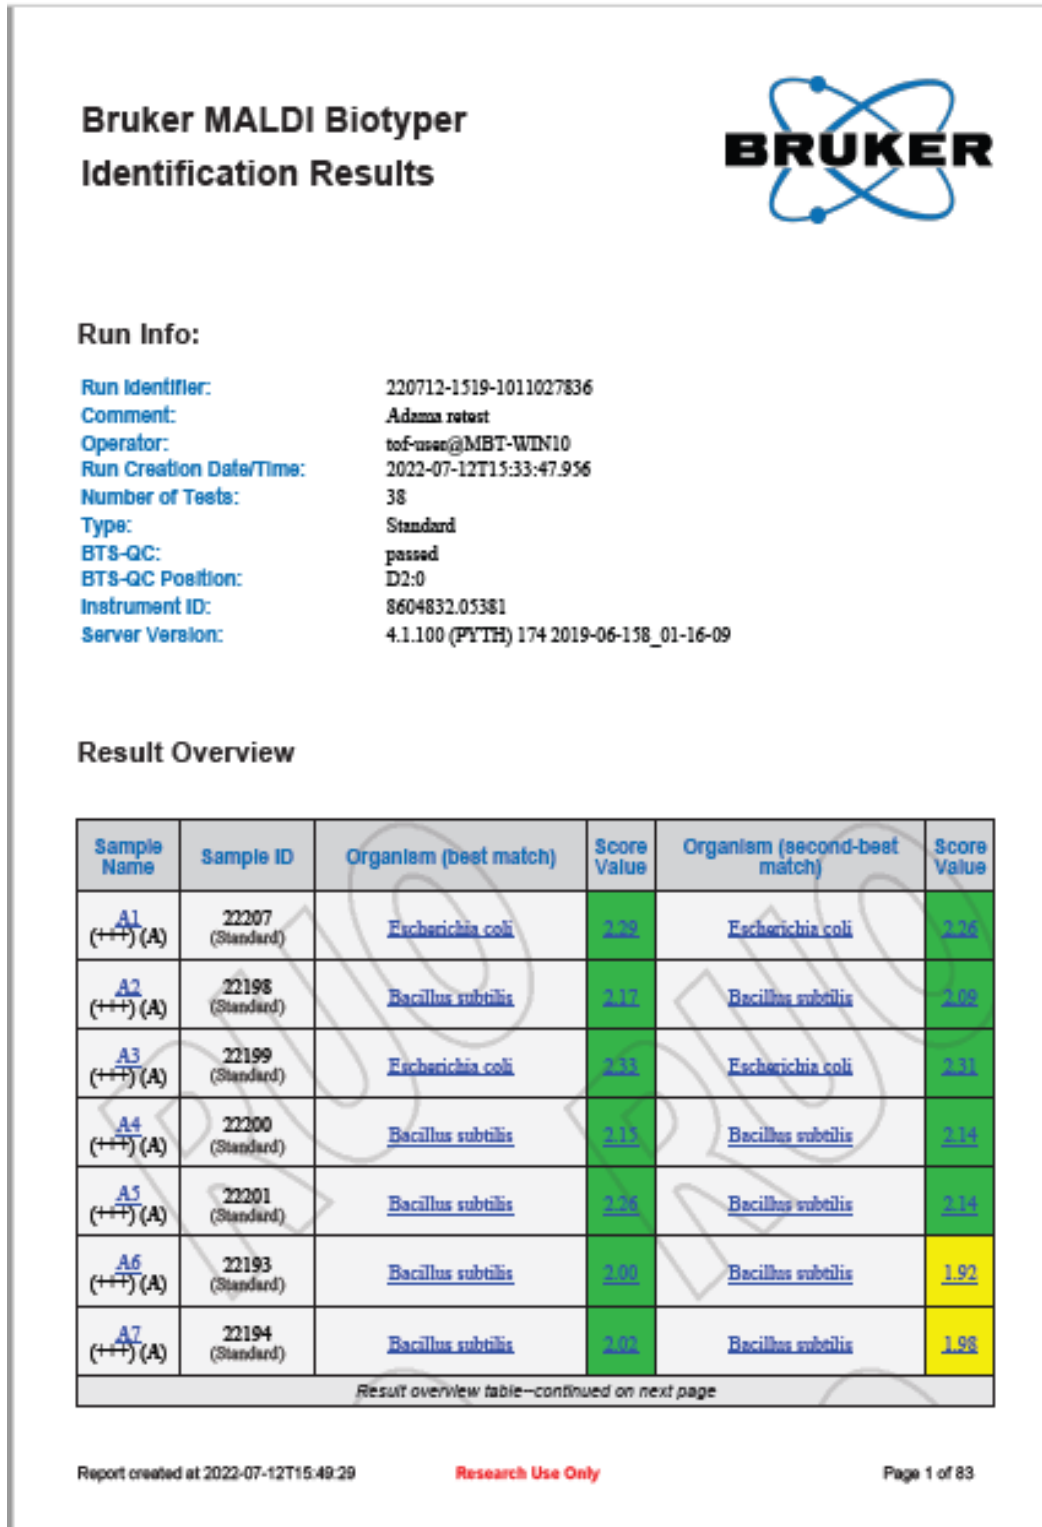 Bruker MALDI Biotyper
Identification Results
BRUKER
Run Info:
Run Identifier: 220712-1519-1011027836
Comment: Adama retest
Operator: tof-user@MBT-WIN10
Run Creation Date/Time: 2022-07-12T15:33:47.956
Number of Tests: 38
Type: Standard
BTS-QC: passed
BTS-QC Position: D2:0
Instrument ID: 8604832.05381
Server Version: 4.1.100 (PYTH) 174 2019-06-158_01-16-09
Result Overview
Sample Name Sample ID Organism (best match) Score Value Organism (second-best match) Score Value
A1 (+++) (A) 22207 (Standard) Escherichia coli 2.29 Escherichia coli 2.26
A2 (+++) (A) 22198 (Standard) Bacillus subtilis 2.17 Bacillus subtilis 2.09
A3 (+++) (A) 22199 (Standard) Escherichia coli 2.33 Escherichia coli 2.31
A4 (+++) (A) 22200 (Standard) Bacillus subtilis 2.15 Bacillus subtilis 2.14
A5 (+++) (A) 22201 (Standard) Bacillus subtilis 2.26 Bacillus subtilis 2.14
A6 (+++) (A) 22193 (Standard) Bacillus subtilis 2.00 Bacillus subtilis 1.92
A7 (+++) (A) 22194 (Standard) Bacillus subtilis 2.02 Bacillus subtilis 1.98
RUO RUO
Result overview table--continued on next page
Report created at 2022-07-12T15:49:29 Research Use Only Page 1 of 83